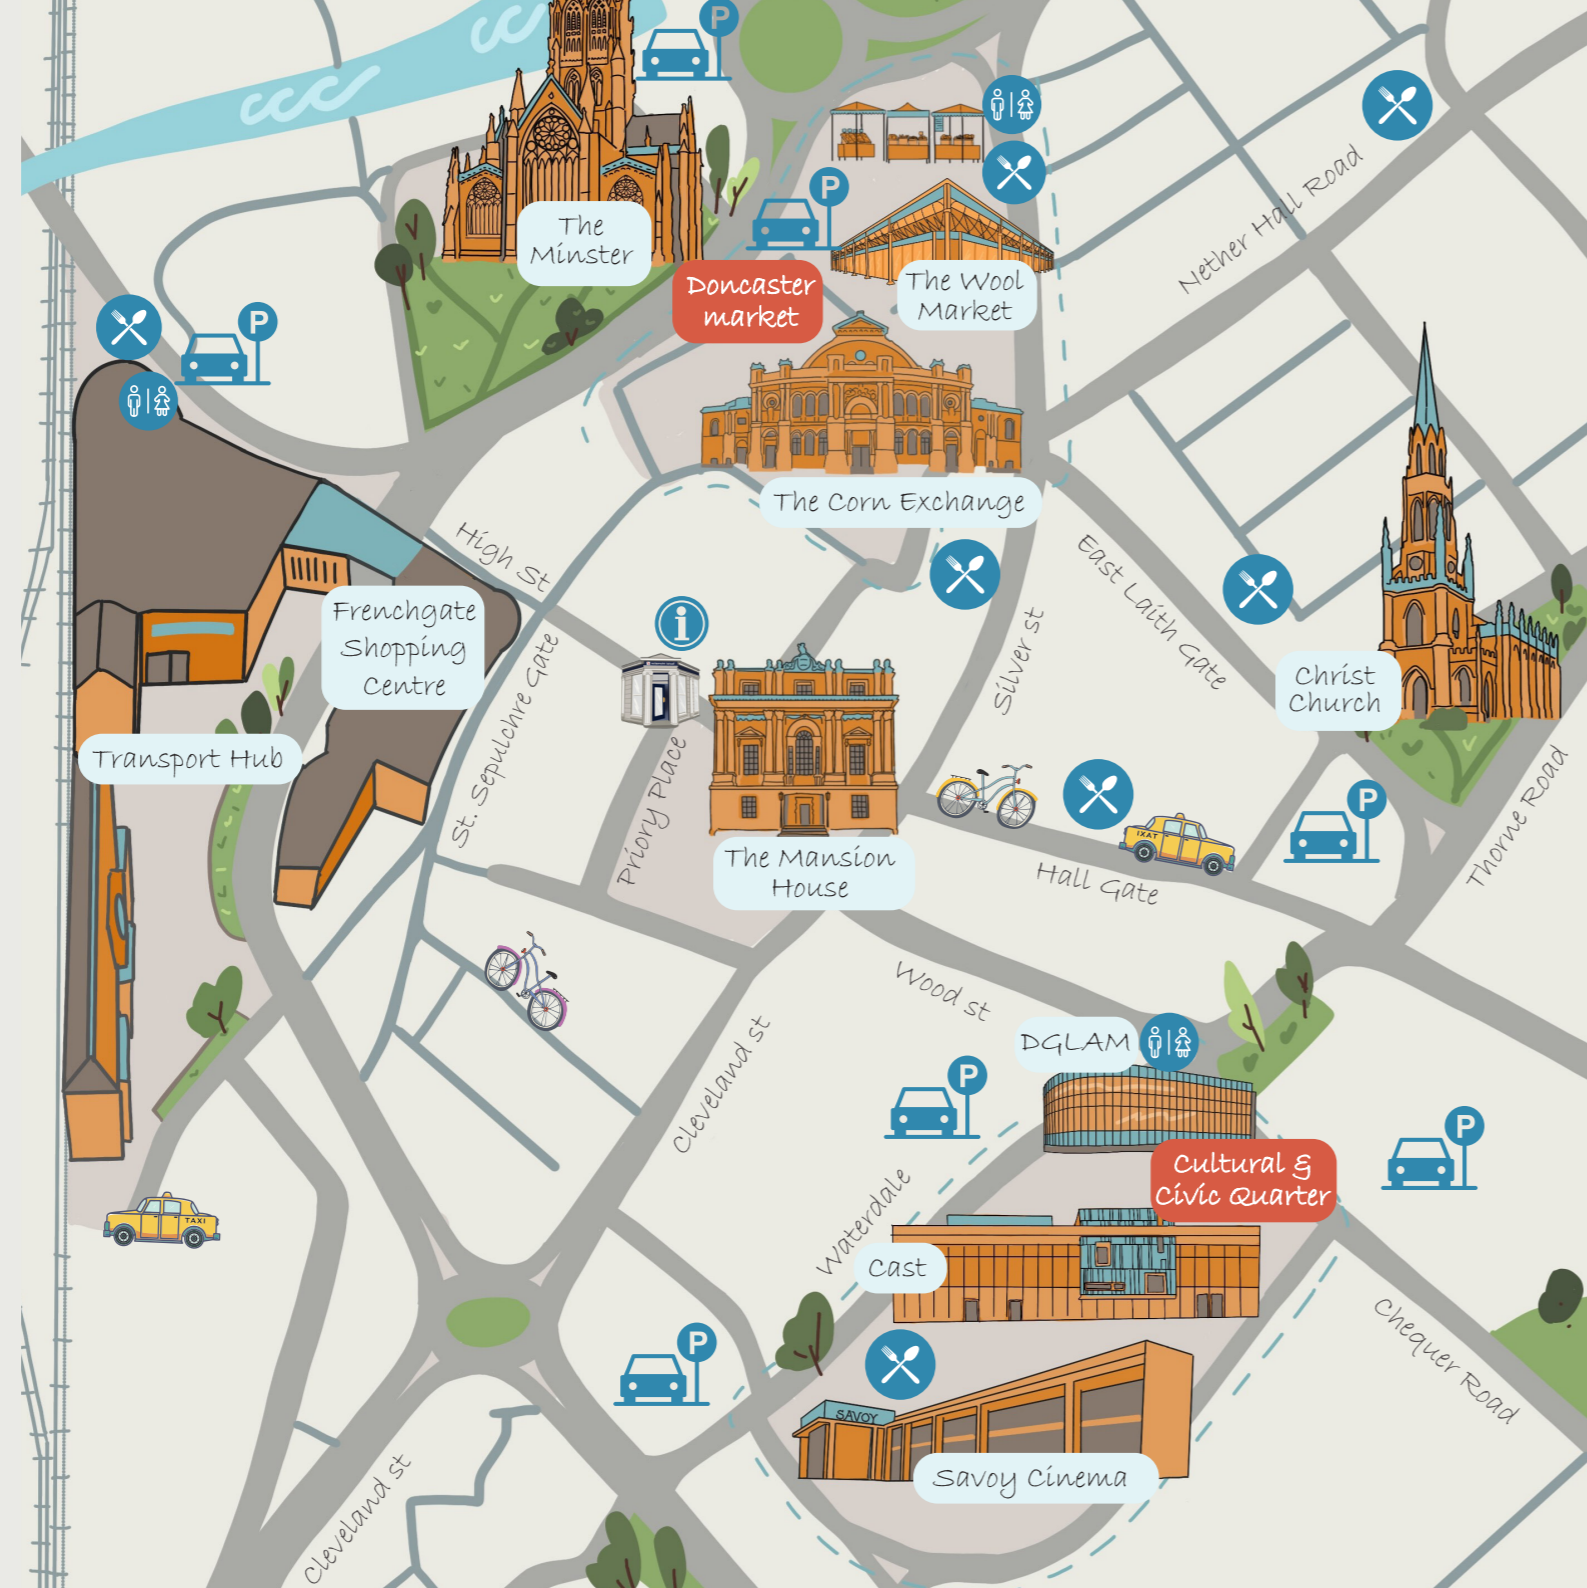 P
The
Minster
P
Doncaster
market
The Wool
Market
Nether Hall Road
P
The Corn Exchange
High St
East Laith Gate
Frenchgate
Shopping
Centre
i
Silver st
Christ
Church
St. Sepulchre Gate
Transport Hub
Priory Place
P
TAXI
Thorne Road
The Mansion
House
Hall Gate
Wood st
Cleveland st
DGLAM
P
P
Cultural &
Civic Quarter
Waterdale
TAXI
Cast
Chequer Road
P
SAVOY
Savoy Cinema
Cleveland st